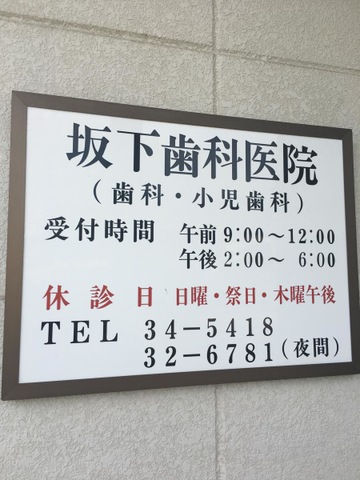 坂下歯科医院
(歯科・小児歯科)
受付時間 午前 9:00〜12:00
午後 2:00〜 6:00
休診日 日曜・祭日・木曜午後
TEL 34-5418
32-6781(夜間)